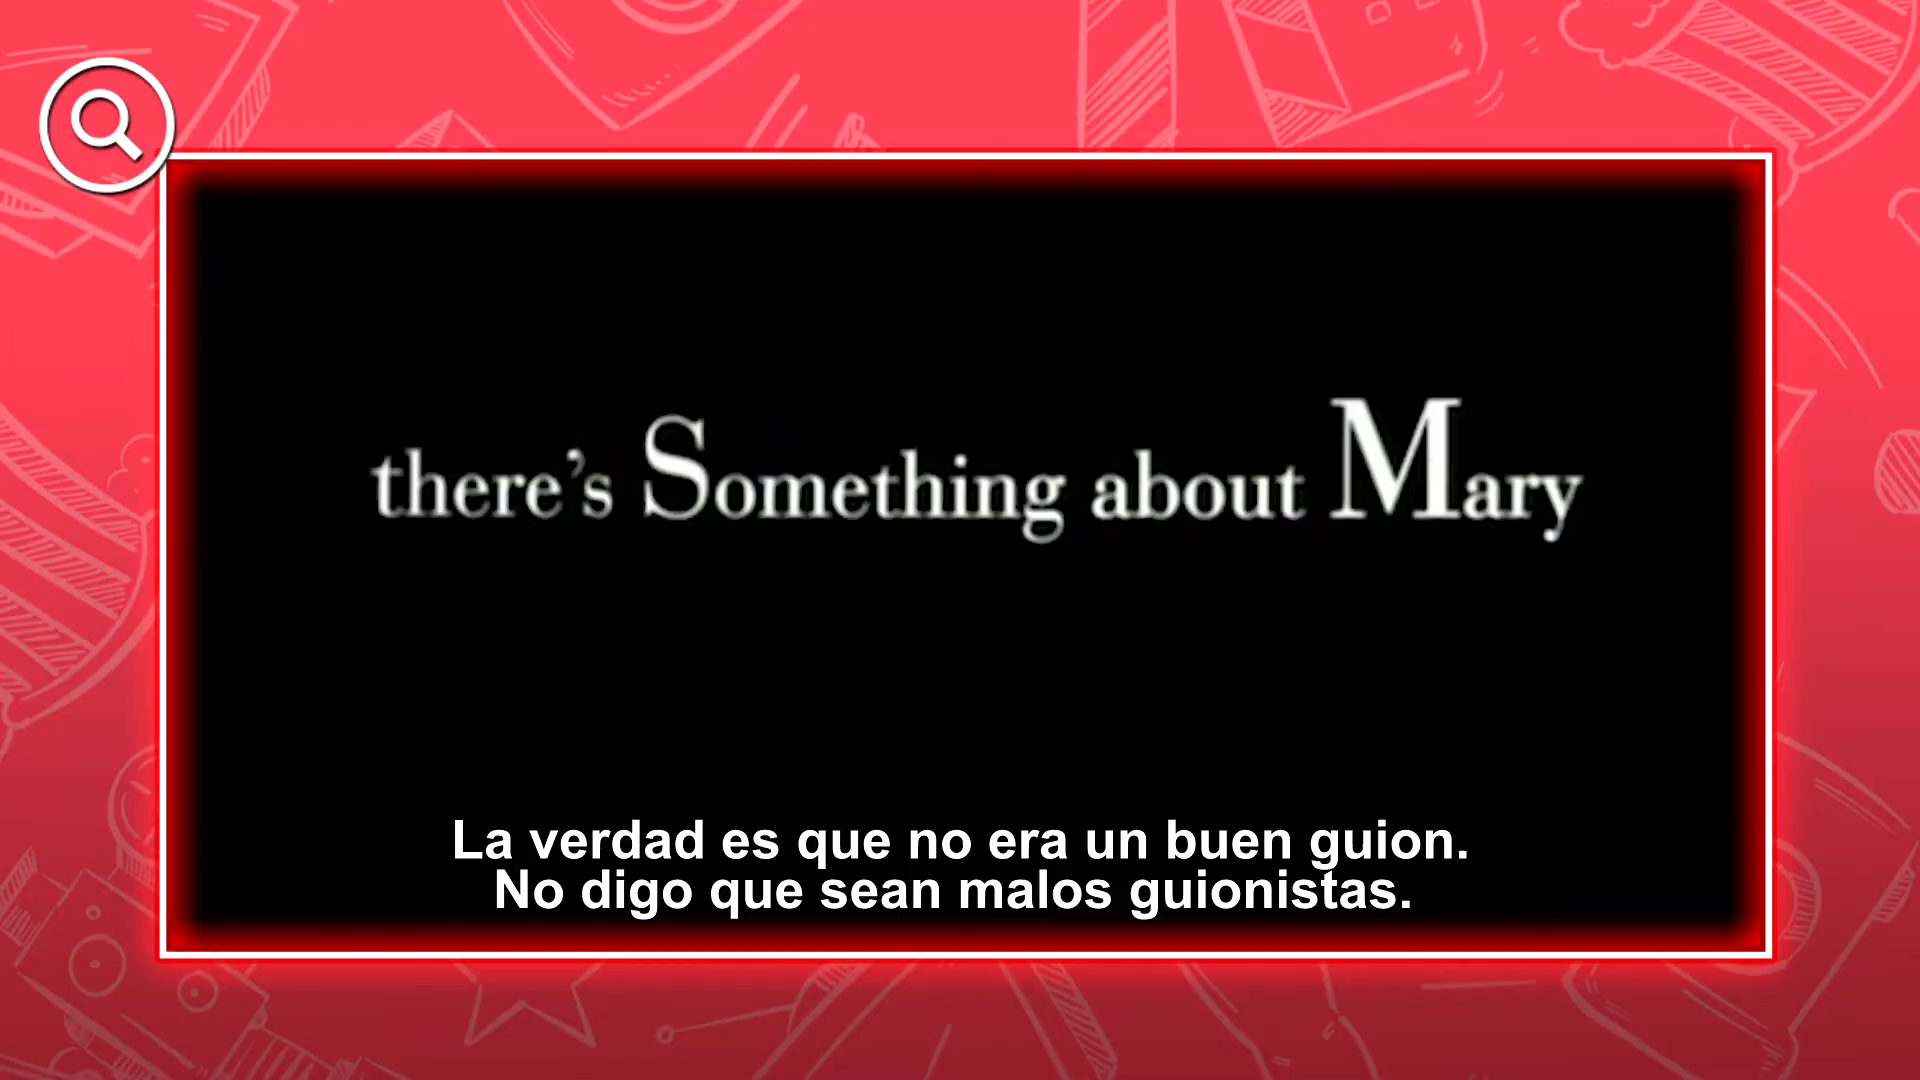 there's Something about Mary
La verdad es que no era un buen guion.
No digo que sean malos guionistas.